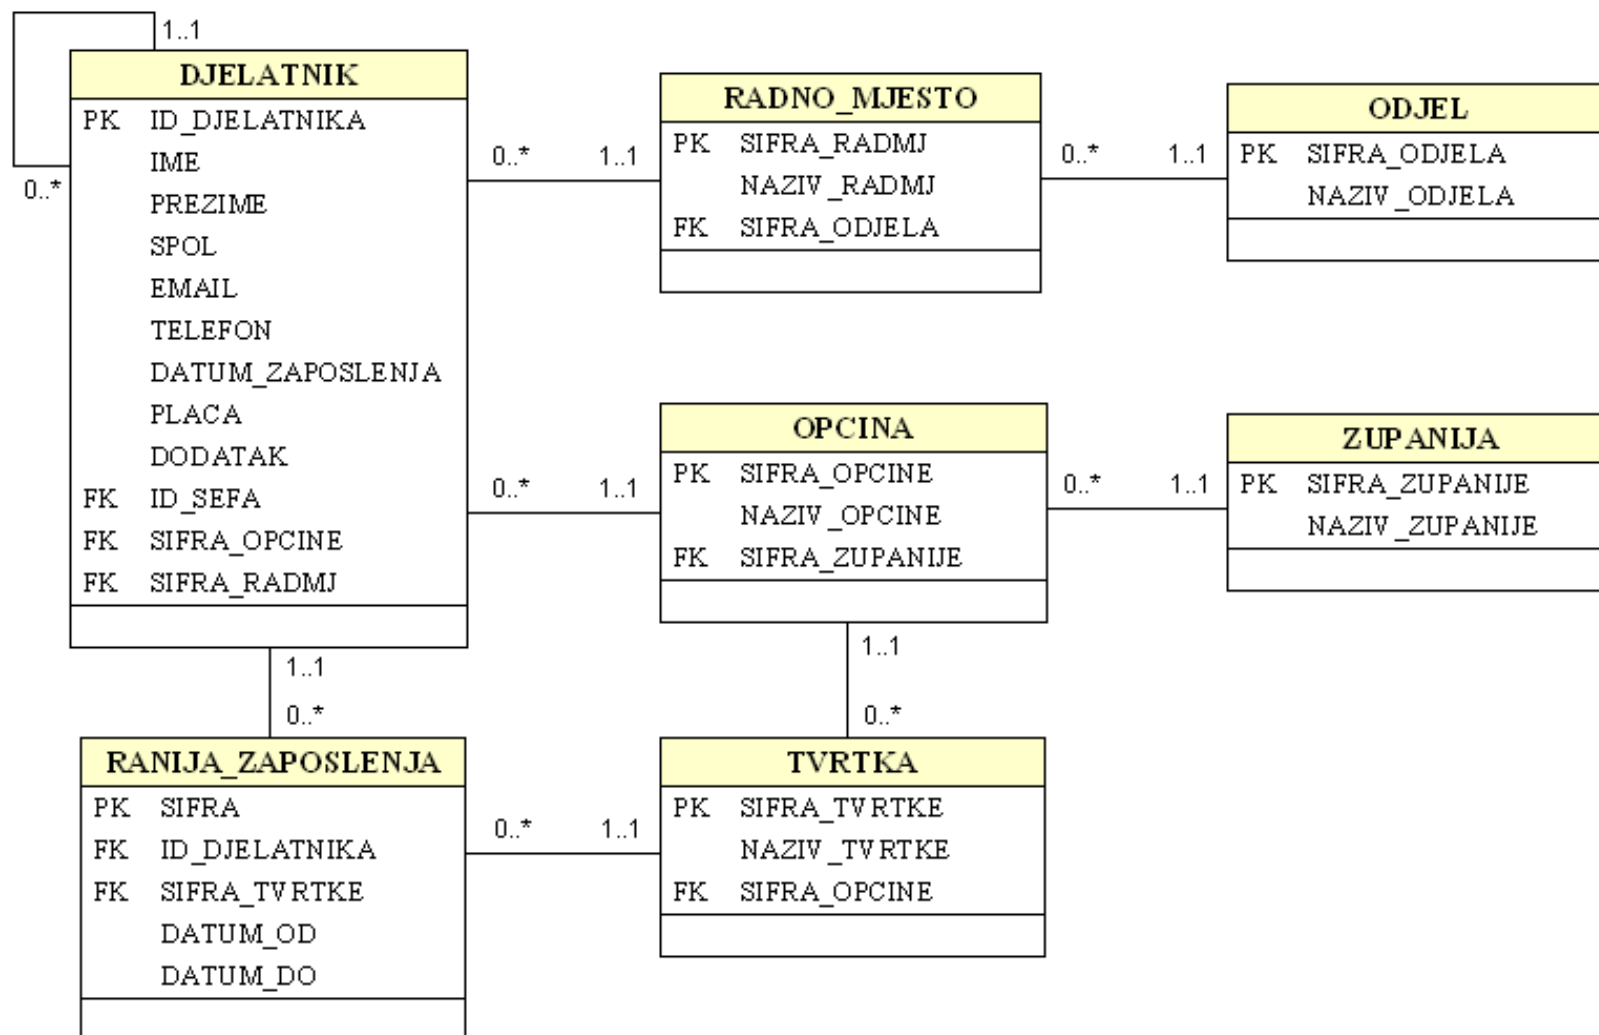 1..1
DJELATNIK
PK ID_DJELATNIKA
IME
PREZIME
SPOL
EMAIL
TELEFON
DATUM_ZAPOSLENJA
PLACA
DODATAK
FK ID_SEFA
FK SIFRA_OPCINE
FK SIFRA_RADMJ
0..*
0..* 1..1
RADNO_MJESTO
PK SIFRA_RADMJ
NAZIV_RADMJ
FK SIFRA_ODJELA
0..* 1..1
ODJEL
PK SIFRA_ODJELA
NAZIV_ODJELA
0..* 1..1
OPCINA
PK SIFRA_OPCINE
NAZIV_OPCINE
FK SIFRA_ZUPANIJE
0..* 1..1
ZUPANIJA
PK SIFRA_ZUPANIJE
NAZIV_ZUPANIJE
1..1
0..*
1..1
0..*
RANIJA_ZAPOSLENJA
PK SIFRA
FK ID_DJELATNIKA
FK SIFRA_TVRTKE
DATUM_OD
DATUM_DO
0..* 1..1
TVRTKA
PK SIFRA_TVRTKE
NAZIV_TVRTKE
FK SIFRA_OPCINE